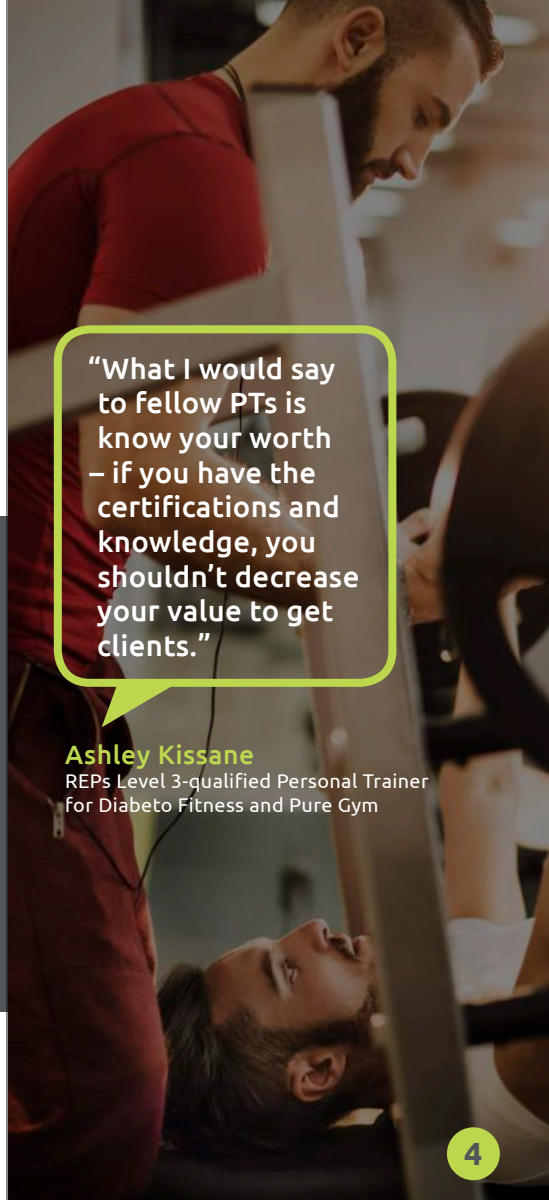 “What I would say
to fellow PTs is
know your worth
– if you have the
certifications and
knowledge, you
shouldn’t decrease
your value to get
clients.”
Ashley Kissane
REPs Level 3-qualified Personal Trainer
for Diabeto Fitness and Pure Gym
4